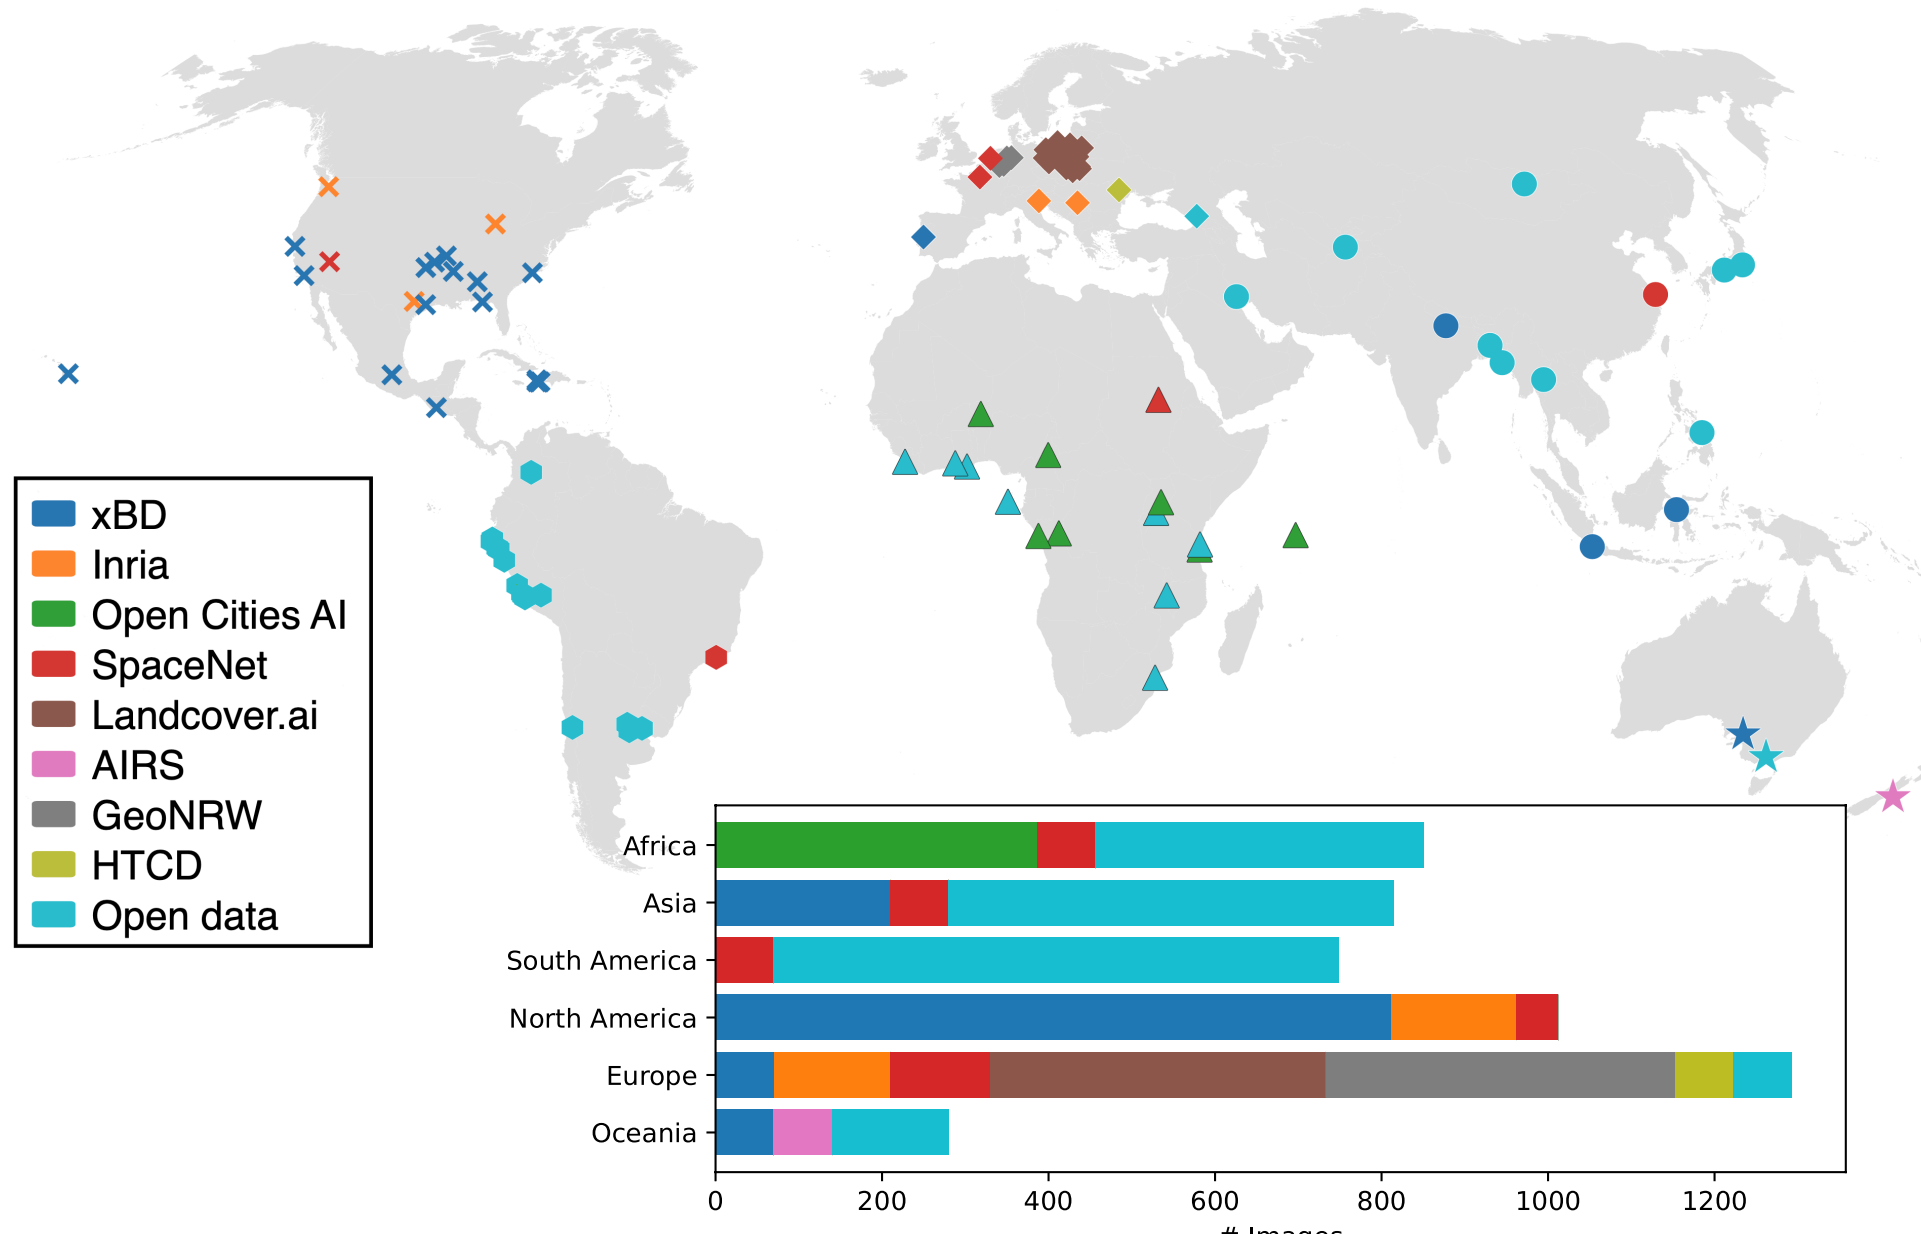 xBD
Inria
Open Cities AI
SpaceNet
Landcover.ai
AIRS
GeoNRW
HTCD
Open data
Africa
Asia
South America
North America
Europe
Oceania
0 200 400 600 800 1000 1200
# Images